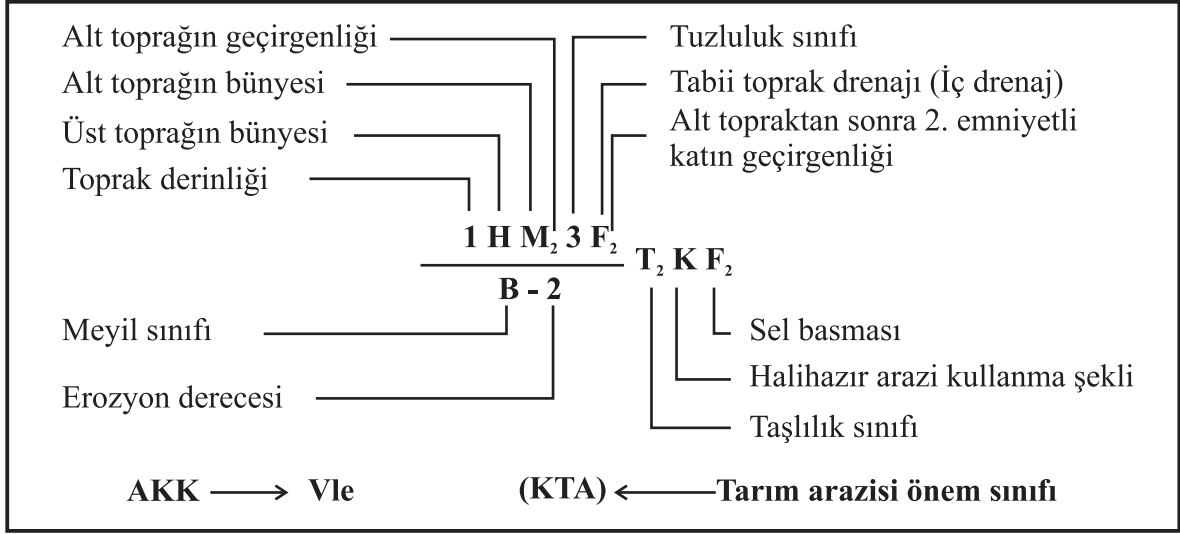 Alt toprağın geçirgenliği
Tuzluluk sınıfı
Alt toprağın bünyesi
Tabii toprak drenajı (İç drenaj)
Üst toprağın bünyesi
Alt topraktan sonra 2. emniyetli
katın geçirgenliği
Toprak derinliği
1 H M₂ 3 F₂
T₂ K F₂
B - 2
Meyil sınıfı
Sel basması
Halihazır arazi kullanma şekli
Erozyon derecesi
Taşlılık sınıfı
AKK → Vle (KTA) ← Tarım arazisi önem sınıfı